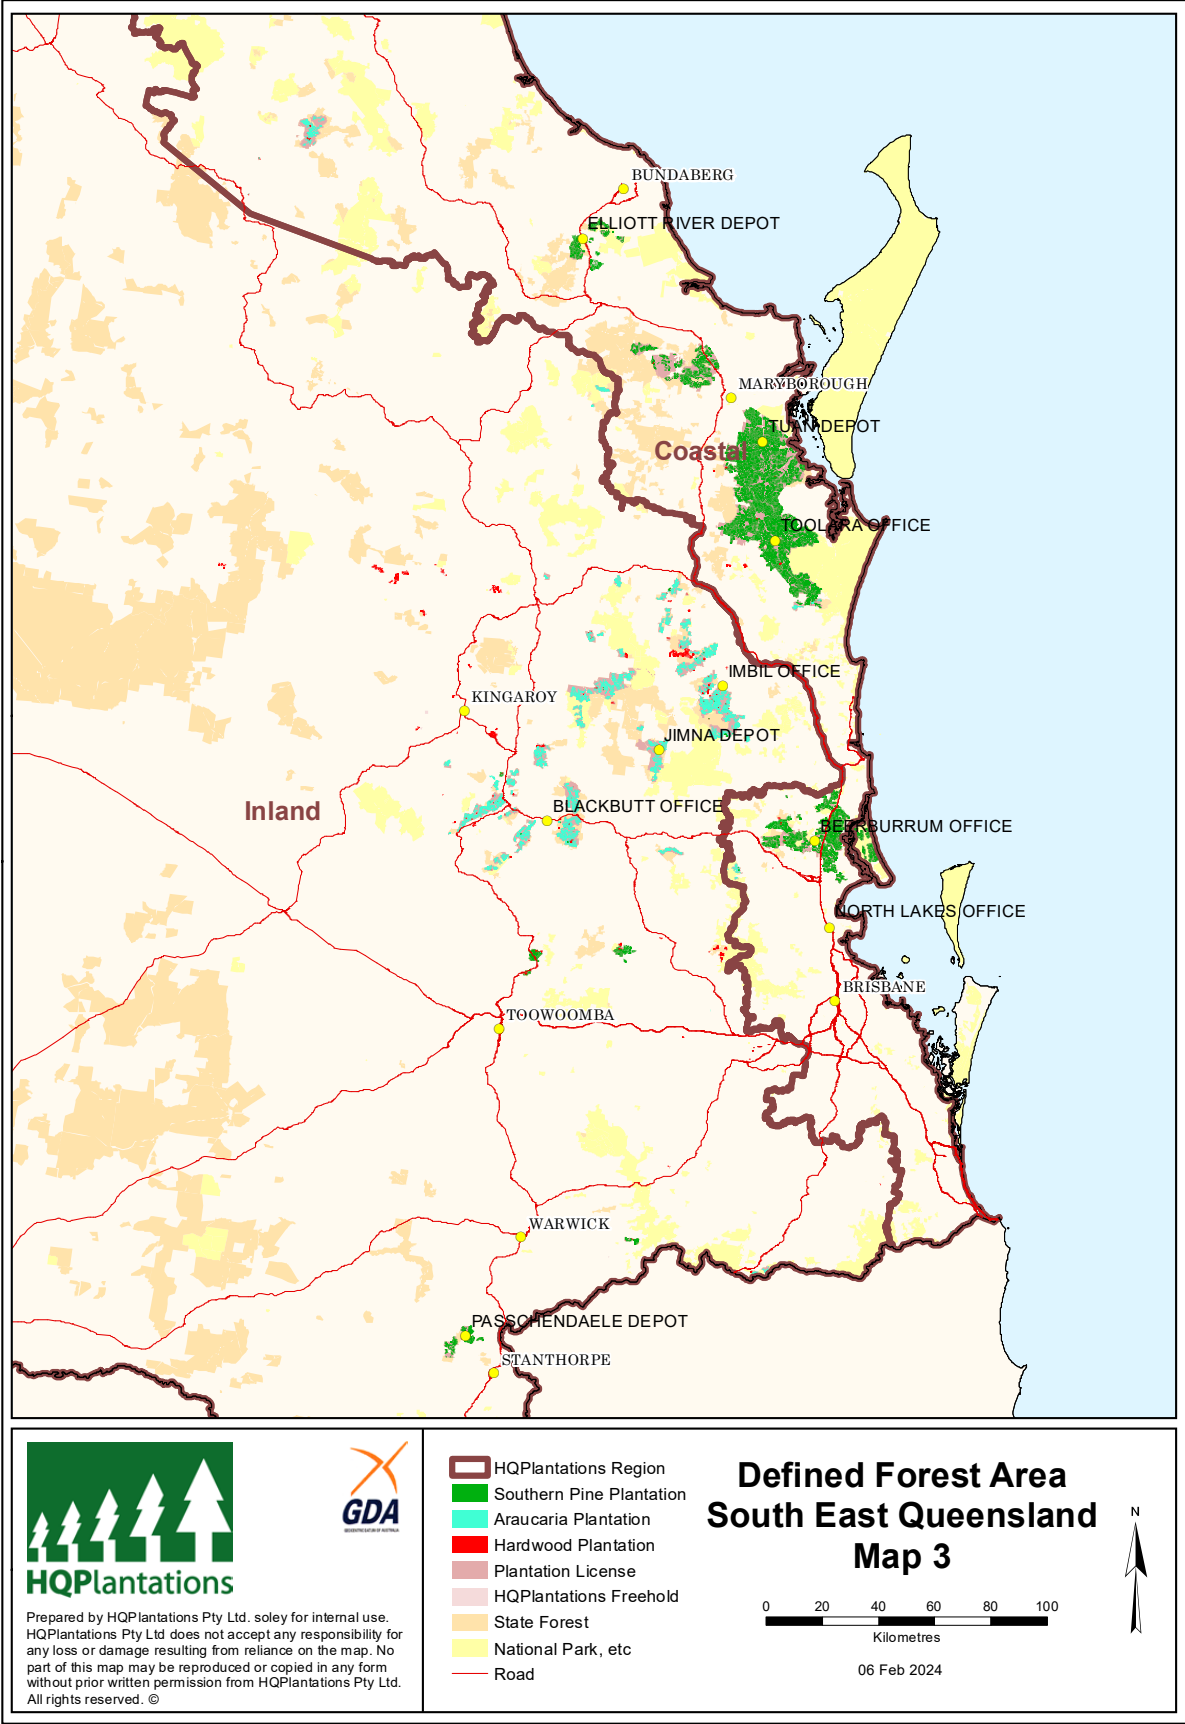 BUNDABERG
ELLIOTT RIVER DEPOT
MARYBOROUGH
TUAN DEPOT
Coastal
TOOLARA OFFICE
IMBIL OFFICE
KINGAROY
JIMNA DEPOT
Inland
BLACKBUTT OFFICE
BEERBURRUM OFFICE
NORTH LAKES OFFICE
BRISBANE
TOOWOOMBA
WARWICK
PASSCHENDAELE DEPOT
STANTHORPE
HQPlantations
Prepared by HQPlantations Pty Ltd. soley for internal use.
HQPlantations Pty Ltd does not accept any responsibility for
any loss or damage resulting from reliance on the map. No
part of this map may be reproduced or copied in any form
without prior written permission from HQPlantations Pty Ltd.
All rights reserved. ©
GDA
GEOCENTRIC DATUM OF AUSTRALIA
HQPlantations Region
Southern Pine Plantation
Araucaria Plantation
Hardwood Plantation
Plantation License
HQPlantations Freehold
State Forest
National Park, etc
Road
Defined Forest Area
South East Queensland
Map 3
N
0 20 40 60 80 100
Kilometres
06 Feb 2024